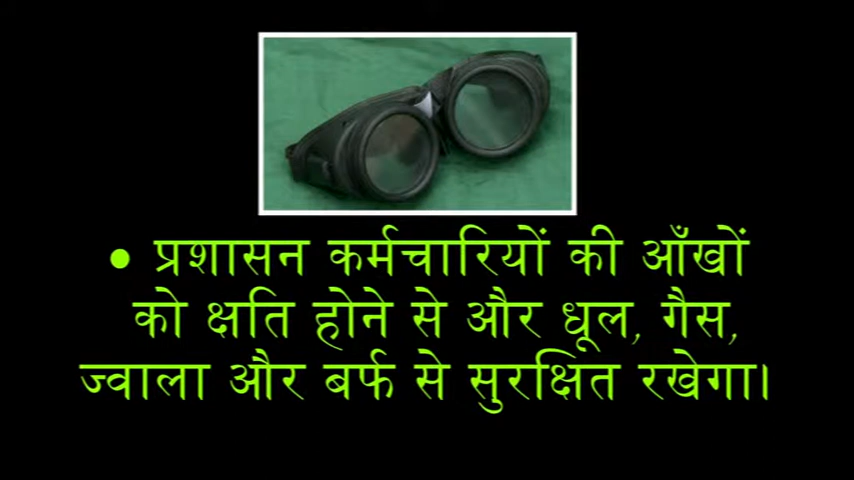 • प्रशासन कर्मचारियों की आँखों
को क्षति होने से और धूल, गैस,
ज्वाला और बर्फ से सुरक्षित रखेगा।